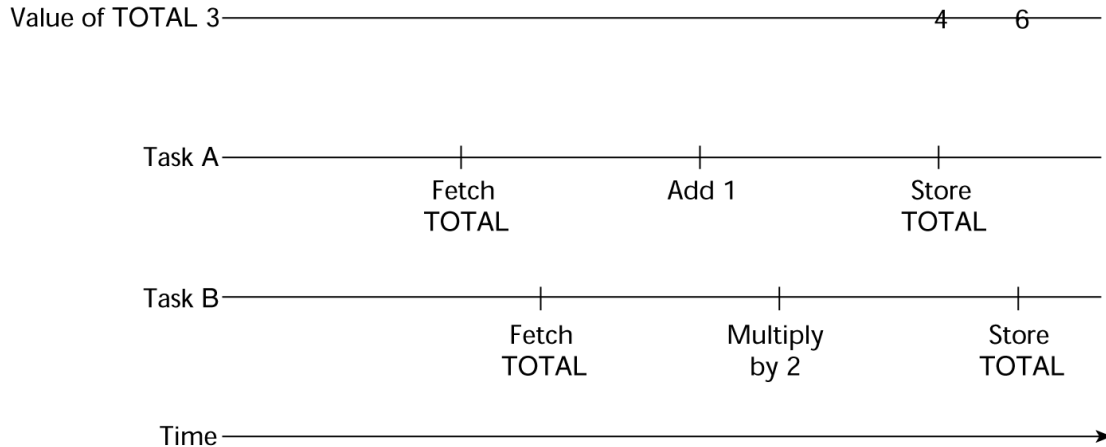 Value of TOTAL 3 4 6
Task A
Fetch Add 1 Store
TOTAL TOTAL
Task B
Fetch Multiply Store
TOTAL by 2 TOTAL
Time